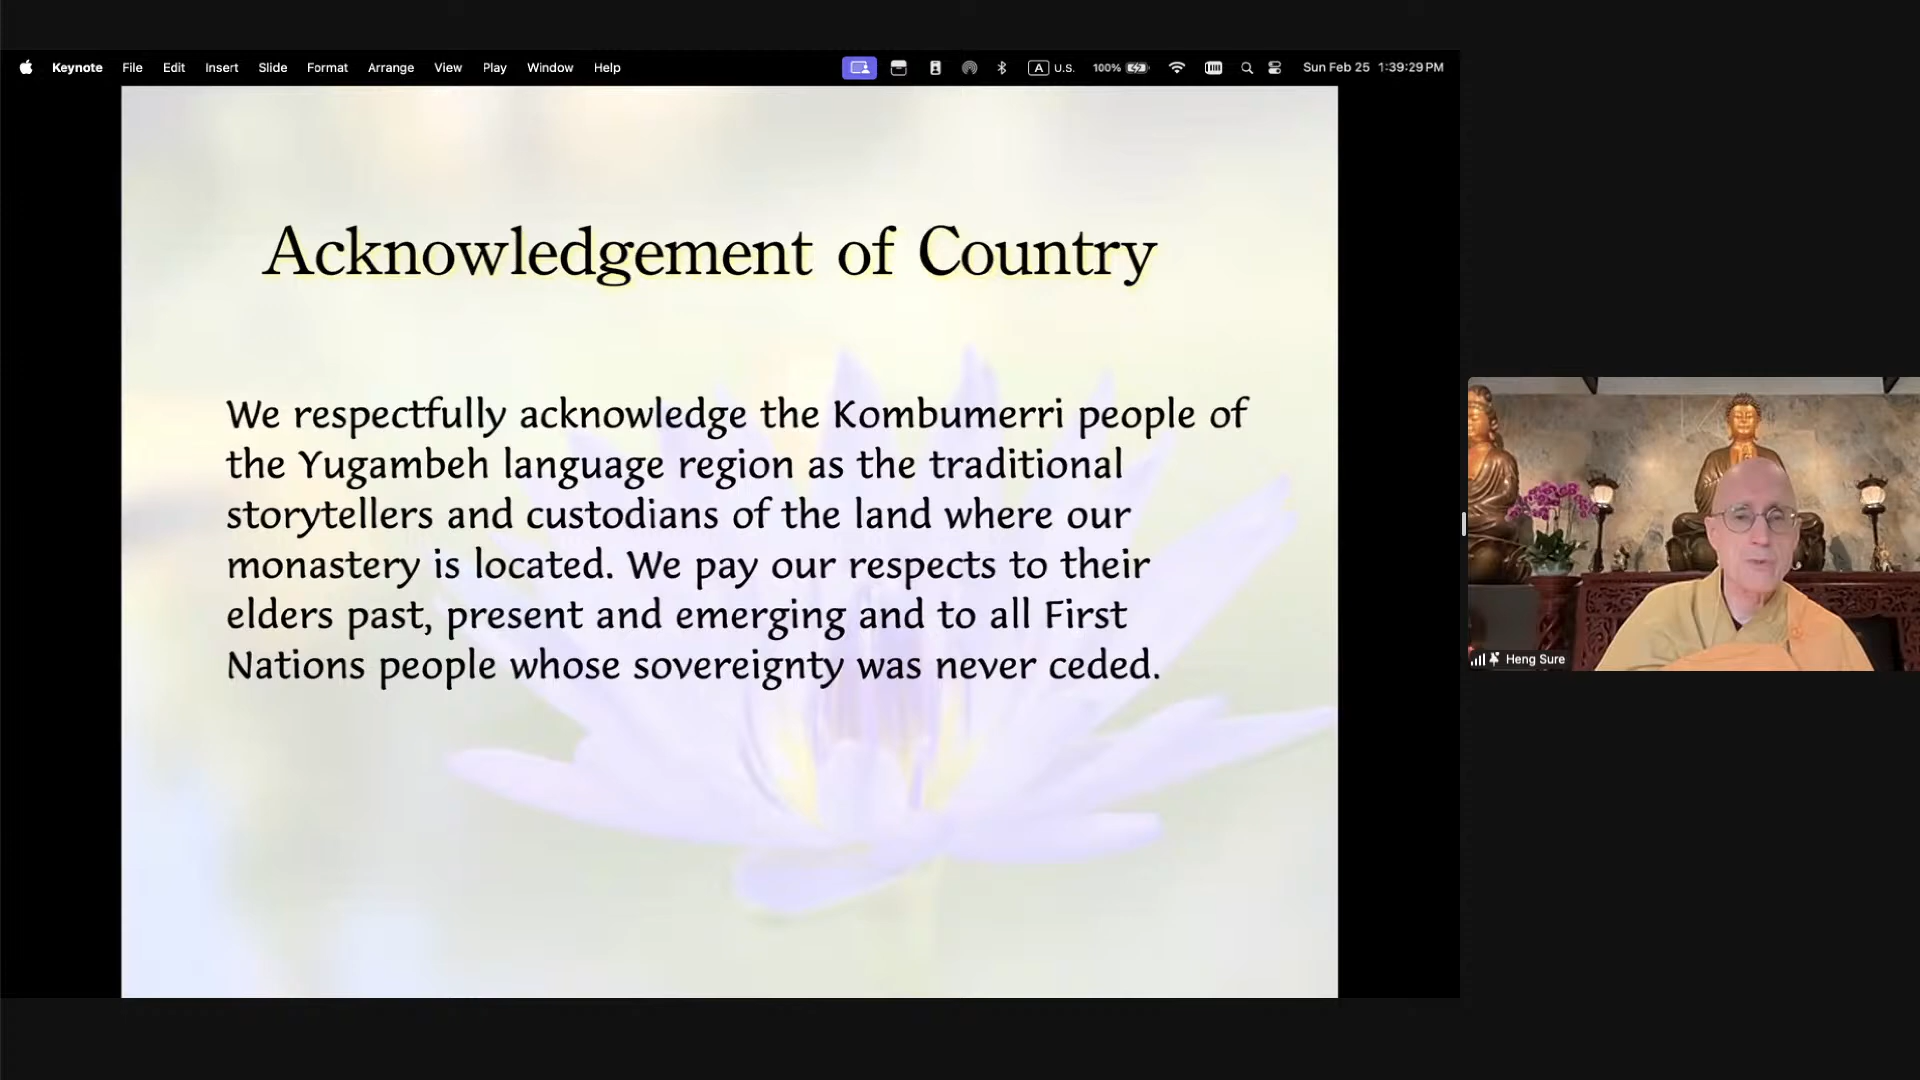 Keynote File Edit Insert Slide Format Arrange View Play Window Help A U.S. 100% Sun Feb 25 1:39:29 PM
Acknowledgement of Country
We respectfully acknowledge the Kombumerri people of
the Yugambeh language region as the traditional
storytellers and custodians of the land where our
monastery is located. We pay our respects to their
elders past, present and emerging and to all First
Nations people whose sovereignty was never ceded.
Heng Sure